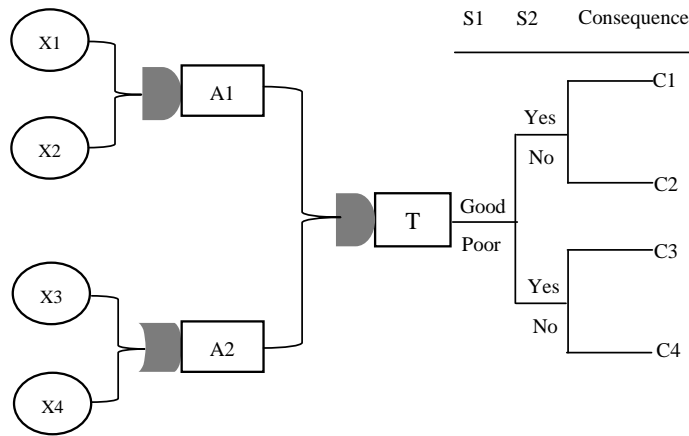 S1 S2 Consequence
X1
A1
X2
C1
Yes
No
C2
Good
T
Poor
C3
Yes
No
C4
X3
A2
X4